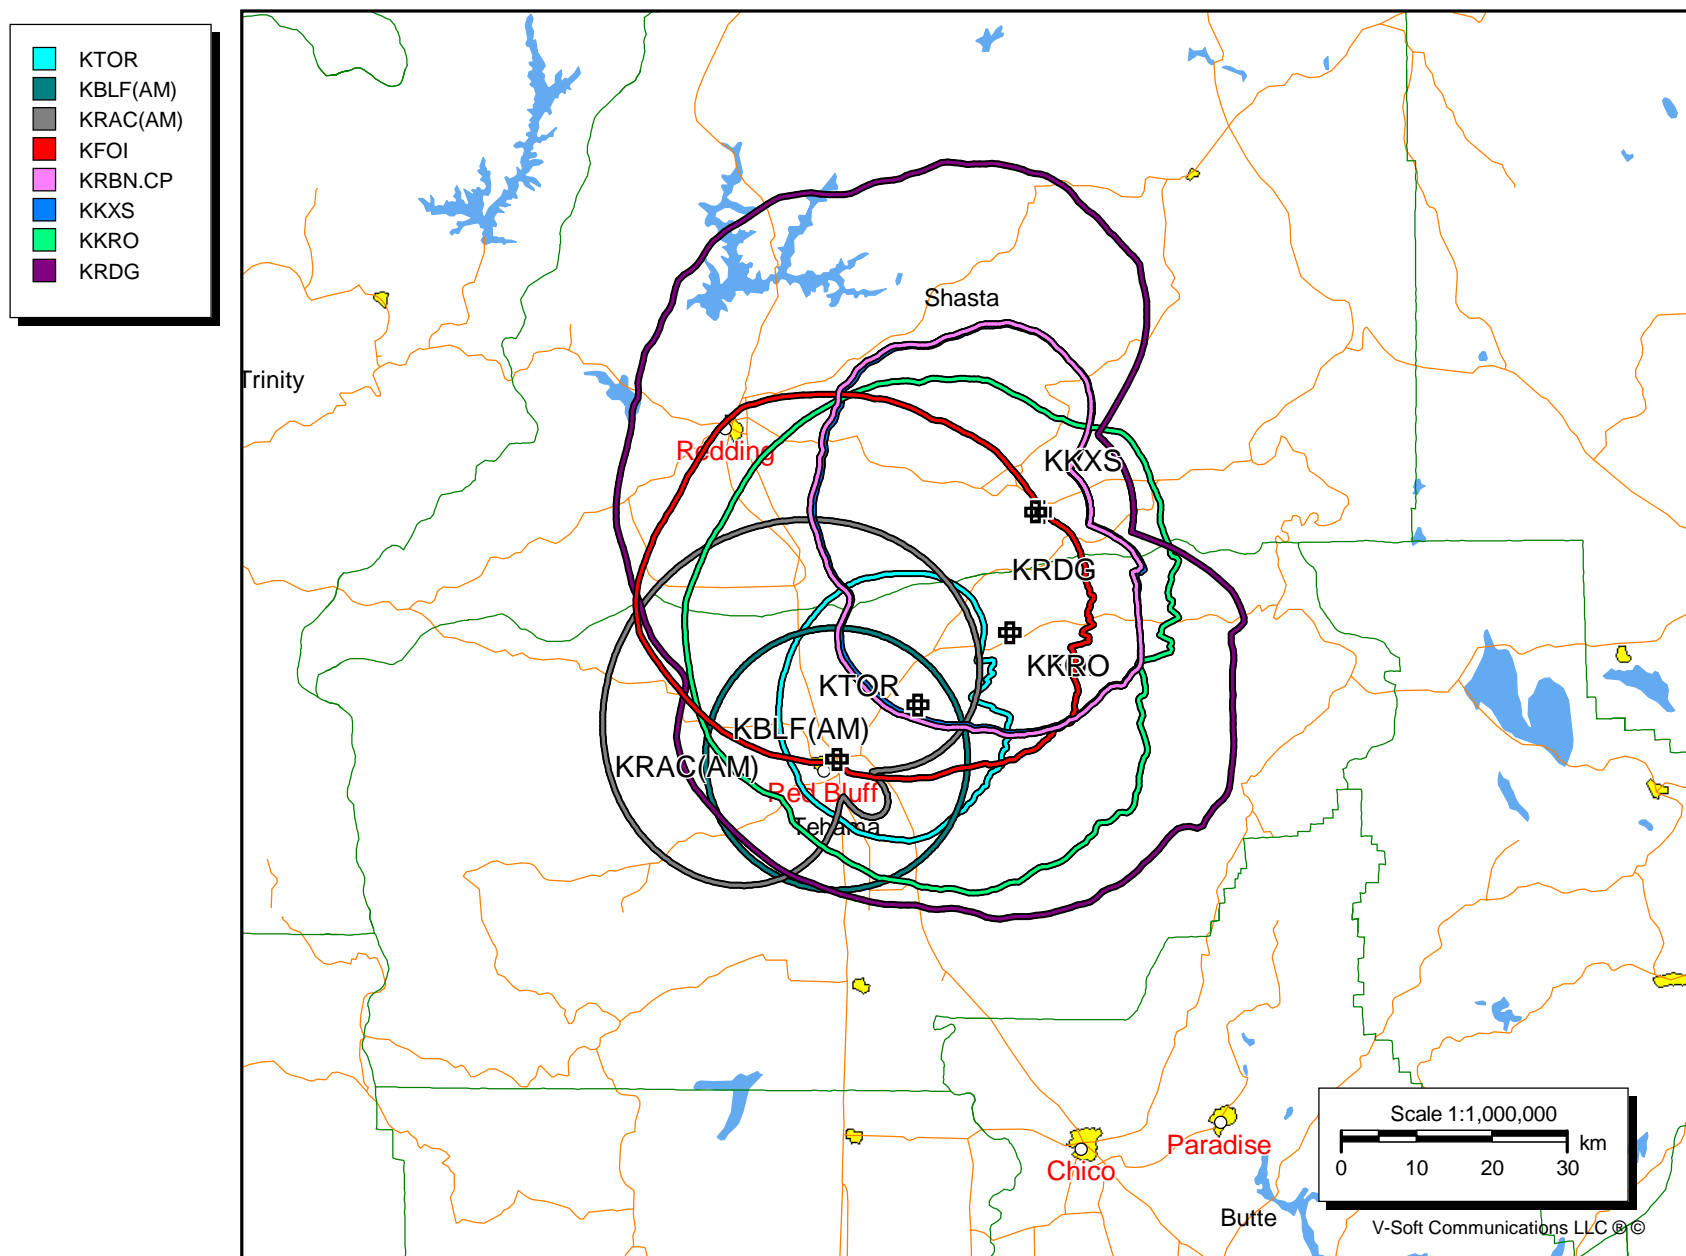 KTOR
KBLF(AM)
KRAC(AM)
KFOI
KRBN.CP
KKXS
KKRO
KRDG
Shasta
Trinity
Redding
KKXS
KRDG
KKRO
KTOR
KBLF(AM)
KRAC(AM)
Red Bluff
Tehama
Scale 1:1,000,000
km
0 10 20 30
Paradise
Chico
Butte
V-Soft Communications LLC ® ©